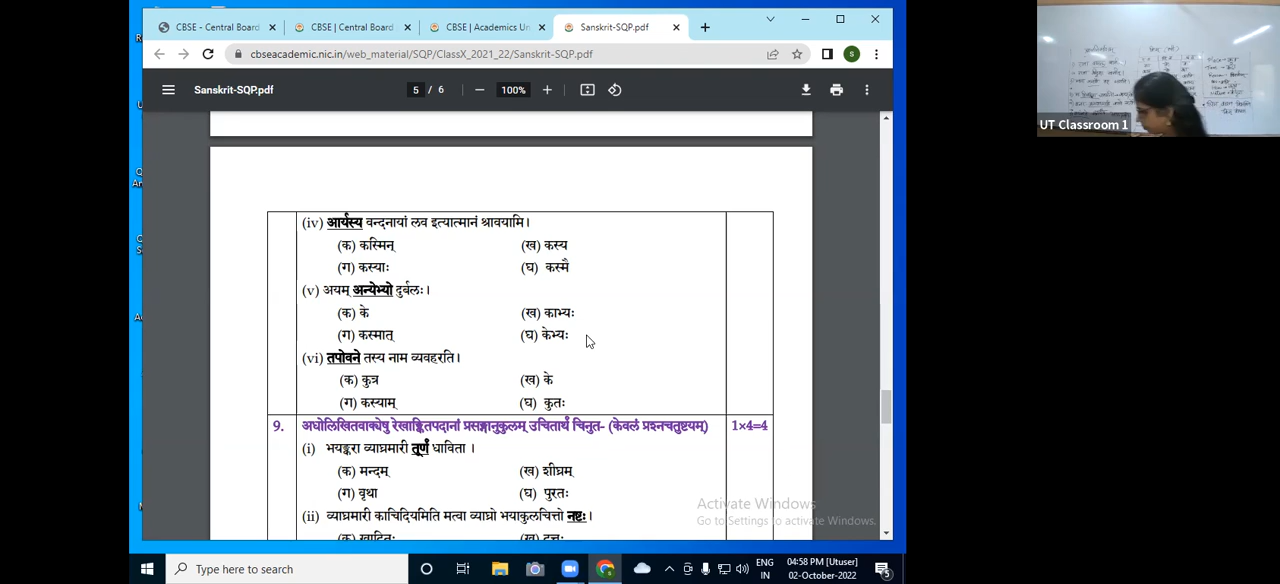 CBSE - Central Board
CBSE | Central Board
CBSE | Academics Un
Sanskrit-SQP.pdf
cbseacademic.nic.in/web_material/SQP/ClassX_2021_22/Sanskrit-SQP.pdf
S
Sanskrit-SQP.pdf
5 / 6
100%
UT Classroom 1
(iv) आर्यस्य वन्दनायां लव इत्यात्मानं श्रावयामि।
(क) कस्मिन् (ख) कस्य
(ग) कस्याः (घ) कस्मै
(v) अयम् अन्येभ्यो दुर्बलः।
(क) के (ख) काभ्यः
(ग) कस्मात् (घ) केभ्यः
(vi) तपोवने तस्य नाम व्यवहरति।
(क) कुत्र (ख) के
(ग) कस्याम् (घ) कुतः
9. अधोलिखितवाक्येषु रेखाङ्कितपदानां प्रसङ्गानुकुलम् उचितार्थं चिनुत- (केवलं प्रश्नचतुष्टयम्) 1×4=4
(i) भयङ्करा व्याघ्रमारी तूर्णं धाविता ।
(क) मन्दम् (ख) शीघ्रम्
(ग) वृथा (घ) पुरतः
(ii) व्याघ्रमारी काचिदियमिति मत्वा व्याघ्रो भयाकुलचित्तो नष्टः।
Activate Windows
Go to Settings to activate Windows.
Type here to search
ENG
IN
04:58 PM (Utuser)
02-October-2022
5